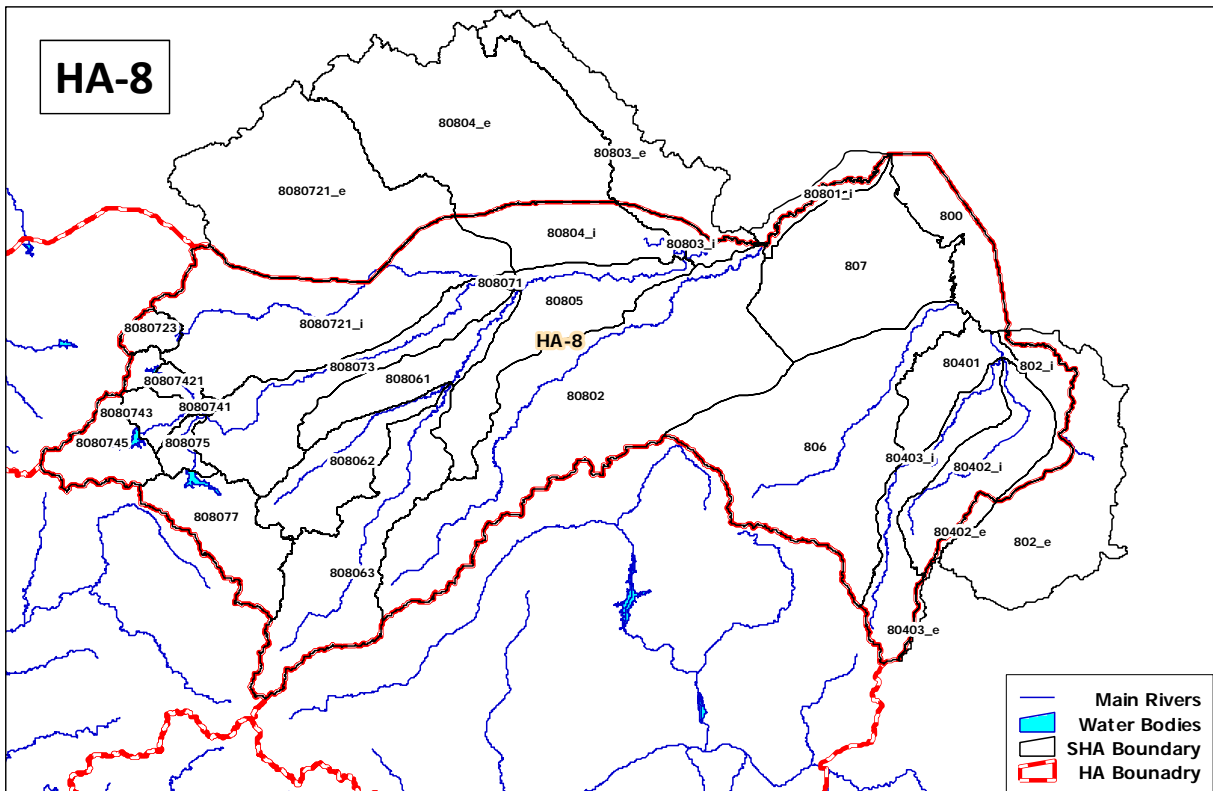 HA-8
80804_e
80803_e
8080721_e
80801_i
800
80804_i
80803_i
807
808071
80805
8080721_i
8080723
HA-8
802_i
80401
808073
808061
80807421
80802
8080741
8080743
8080745
808075
806
80403_i
808062
80402_i
808077
80402_e
802_e
808063
80403_e
Main Rivers
Water Bodies
SHA Boundary
HA Bounadry